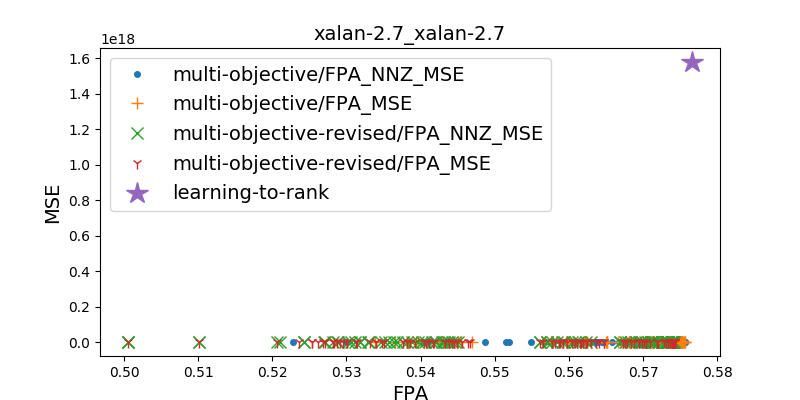 xalan-2.7_xalan-2.7
1e18
1.6
1.4
1.2
1.0
0.8
0.6
0.4
0.2
0.0
MSE
multi-objective/FPA_NNZ_MSE
multi-objective/FPA_MSE
multi-objective-revised/FPA_NNZ_MSE
multi-objective-revised/FPA_MSE
learning-to-rank
0.50 0.51 0.52 0.53 0.54 0.55 0.56 0.57 0.58
FPA